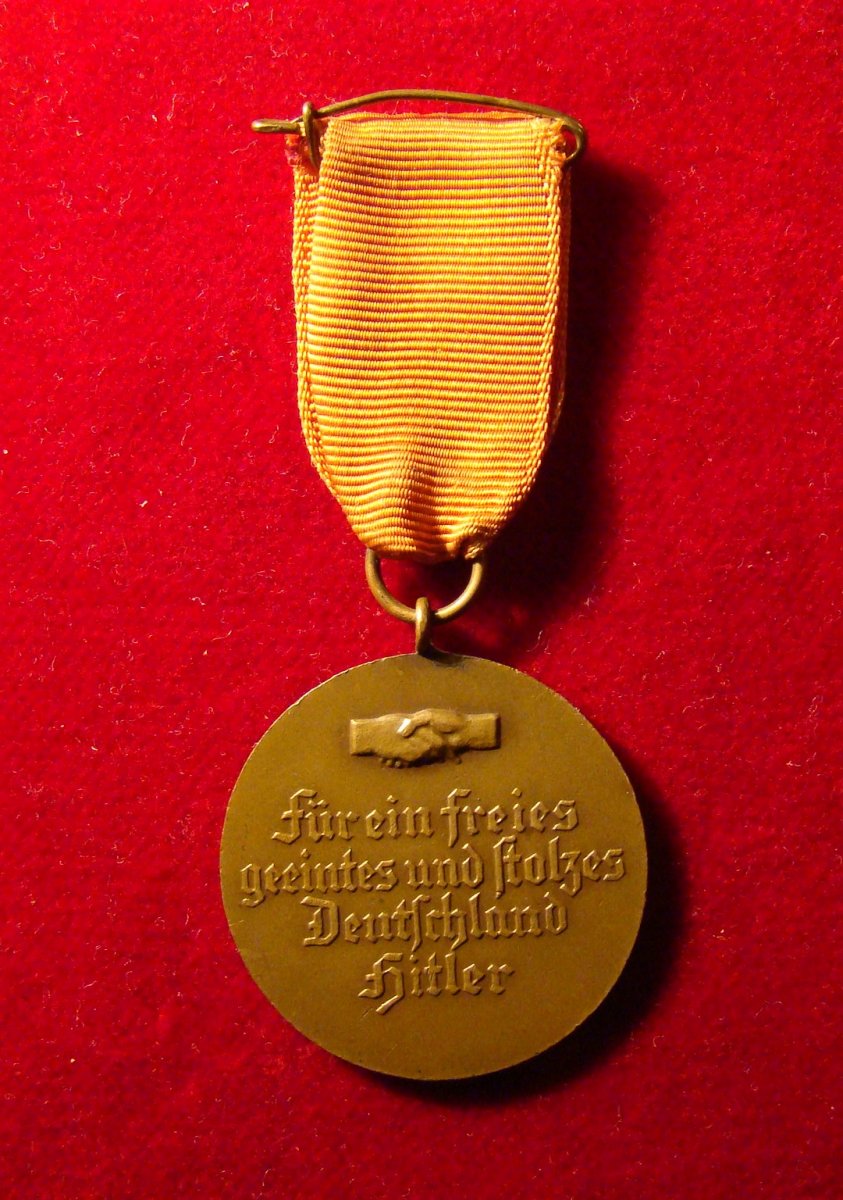 Für ein freies
geeintes und stolzes
Deutschland
Hitler